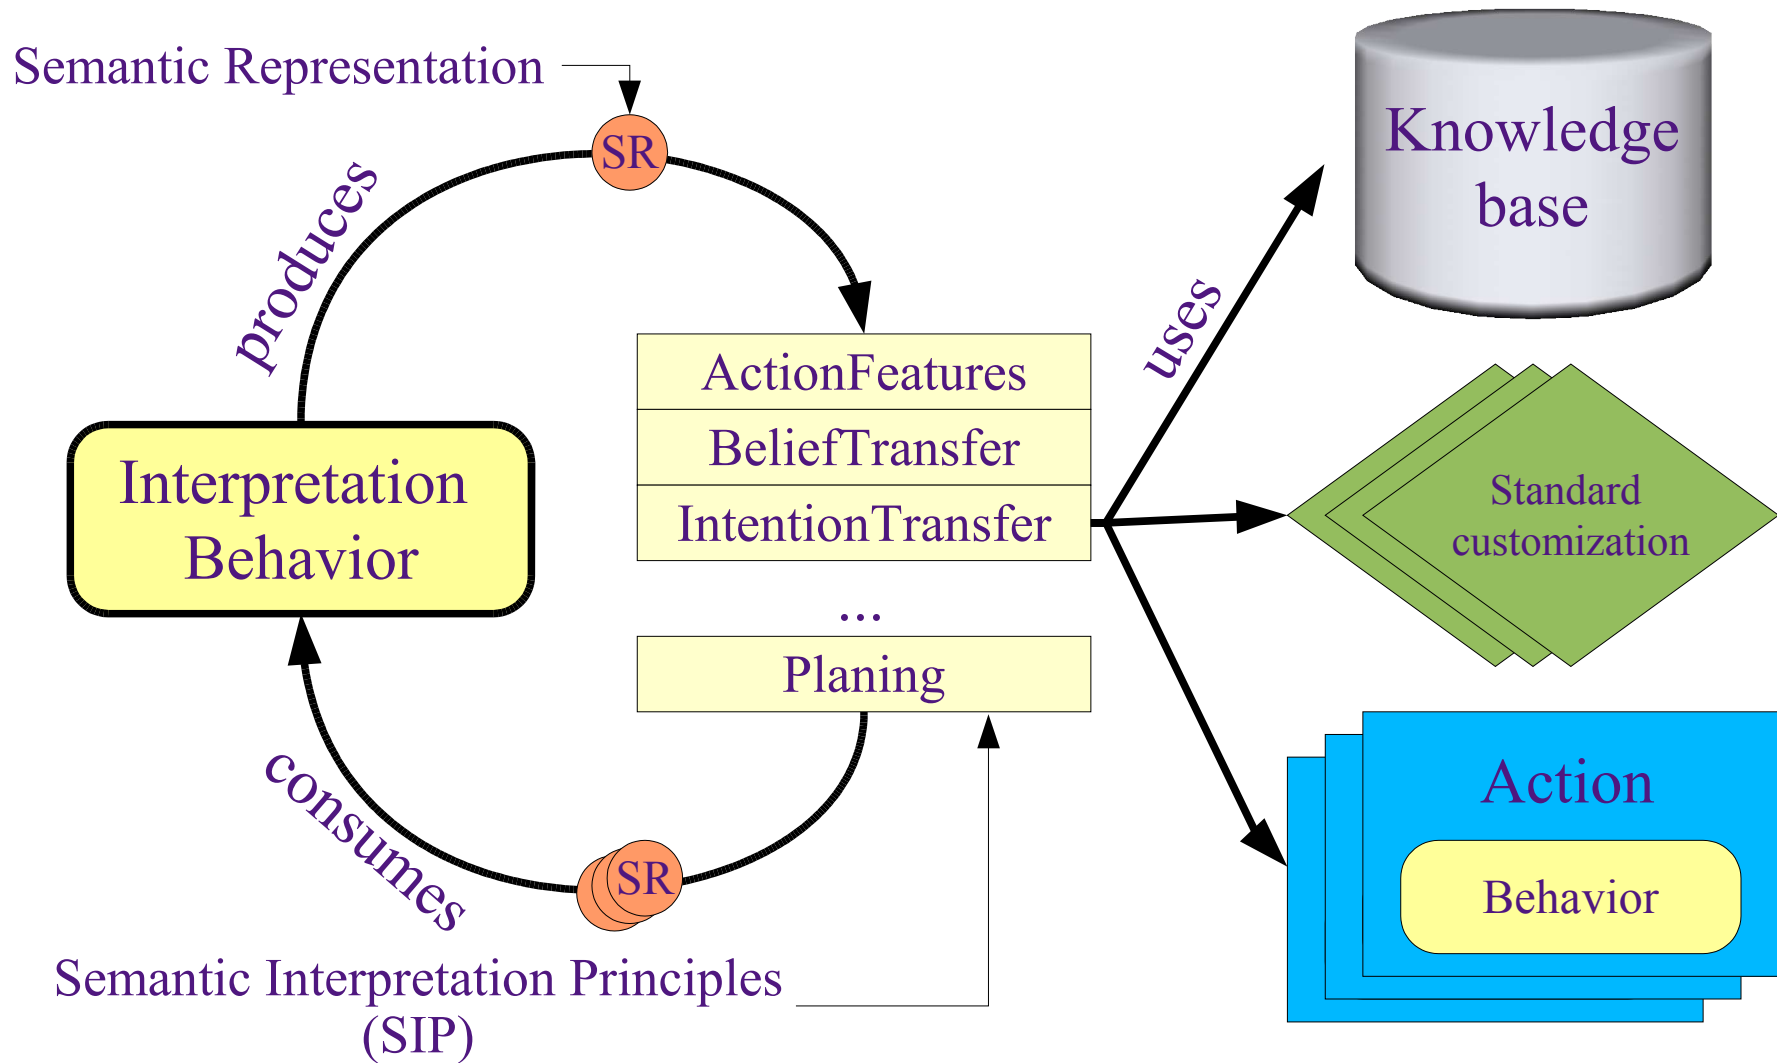 Semantic Representation
SR
produces
Interpretation
Behavior
consumes
SR
Semantic Interpretation Principles
(SIP)
ActionFeatures
BeliefTransfer
IntentionTransfer
...
Planing
uses
Knowledge
base
Standard
customization
Action
Behavior